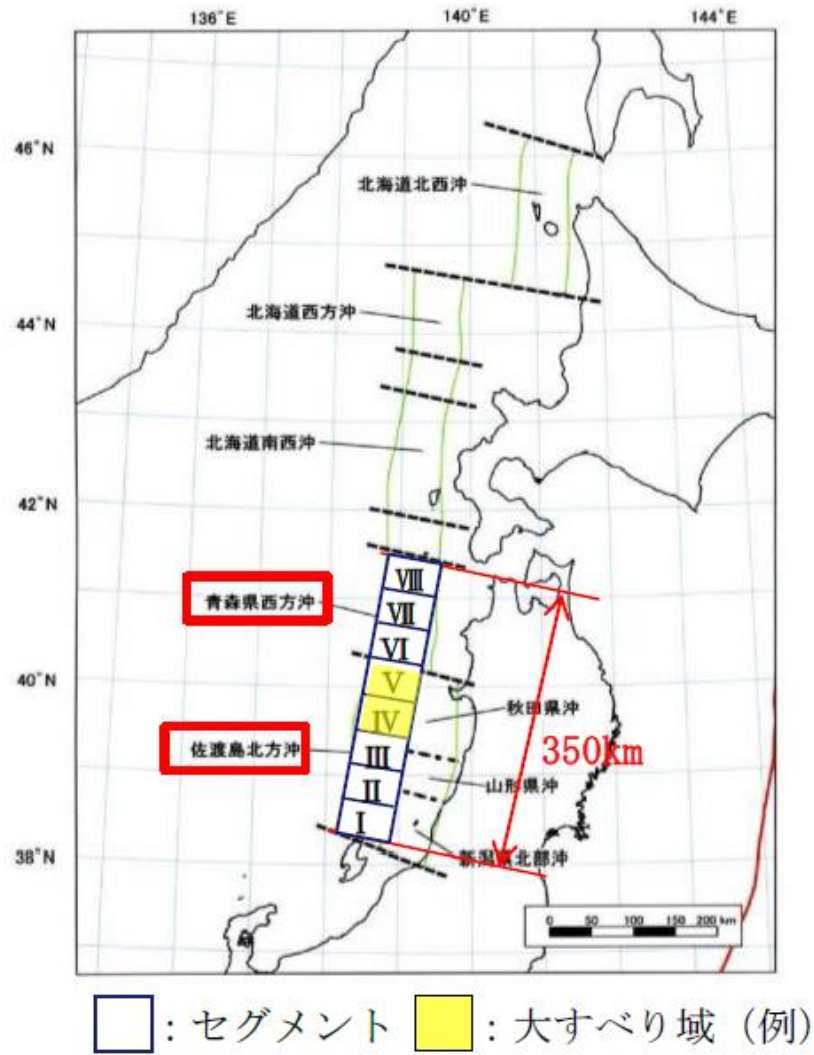 136°E
140°E
144°E
46°N
北海道北西沖
北海道西方沖
44°N
北海道南西沖
42°N
Ⅷ
青森県西方沖
Ⅶ
Ⅵ
40°N
Ⅴ
秋田県沖
Ⅳ
佐渡島北方沖
350km
Ⅲ
山形県沖
Ⅱ
Ⅰ
38°N
新潟県北部沖
0 50 100 150 200 km
：セグメント
：大すべり域（例）